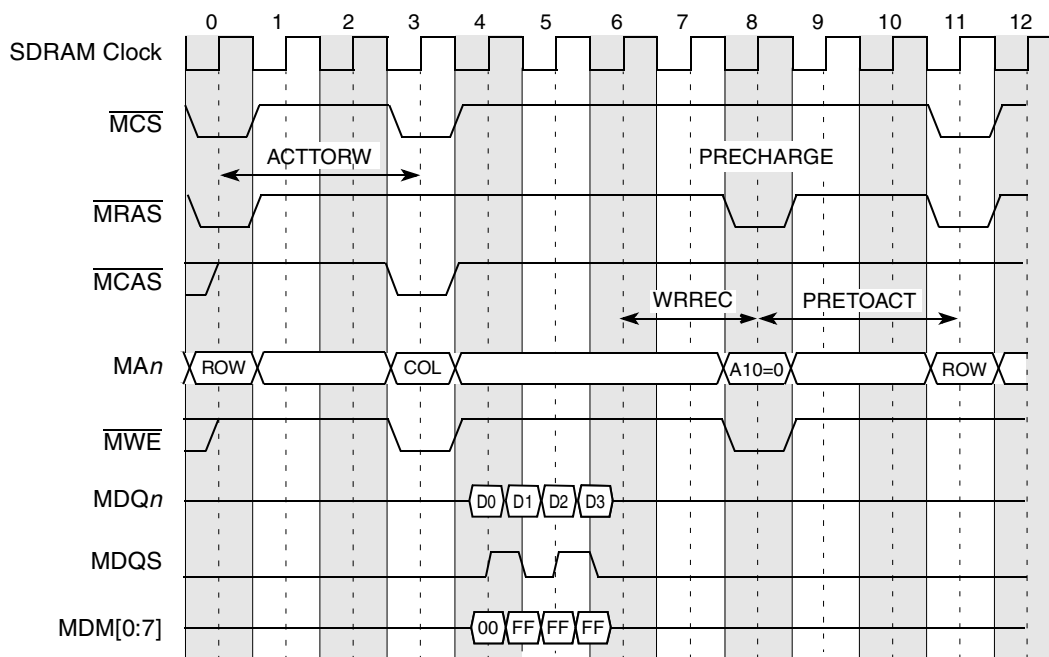 0 1 2 3 4 5 6 7 8 9 10 11 12
SDRAM Clock
MCS
ACTTORW PRECHARGE
MRAS
MCAS
WRREC PRETOACT
MAn ROW COL A10=0 ROW
MWE
MDQn D0 D1 D2 D3
MDQS
MDM[0:7] 00 FF FF FF